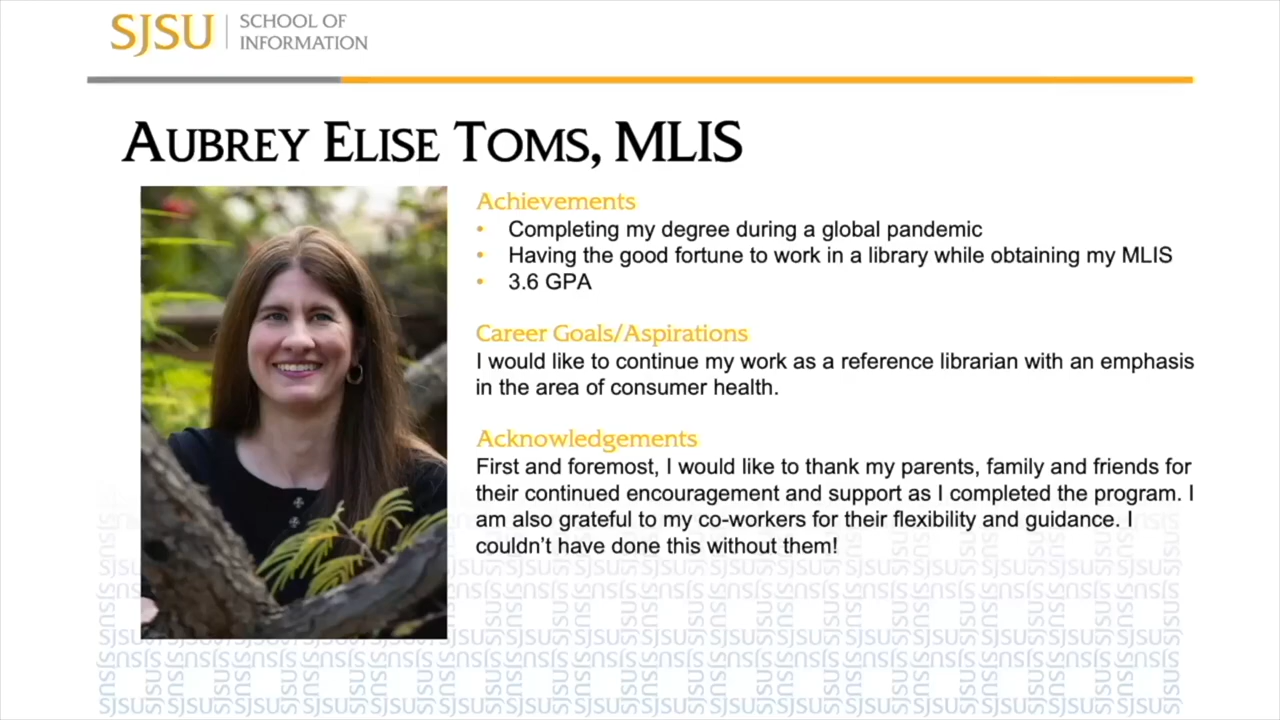 SJSU SCHOOL OF
INFORMATION
AUBREY ELISE TOMS, MLIS
Achievements
• Completing my degree during a global pandemic
• Having the good fortune to work in a library while obtaining my MLIS
• 3.6 GPA
Career Goals/Aspirations
I would like to continue my work as a reference librarian with an emphasis
in the area of consumer health.
Acknowledgements
First and foremost, I would like to thank my parents, family and friends for
their continued encouragement and support as I completed the program. I
am also grateful to my co-workers for their flexibility and guidance. I
couldn't have done this without them!